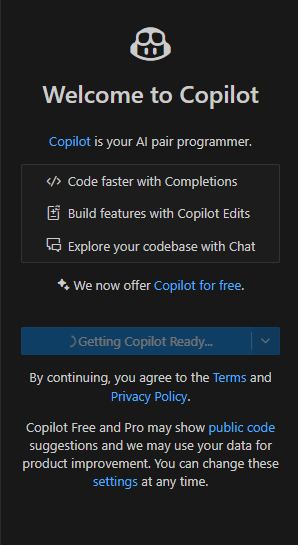 Welcome to Copilot
Copilot is your AI pair programmer.
Code faster with Completions
Build features with Copilot Edits
Explore your codebase with Chat
We now offer Copilot for free.
Getting Copilot Ready...
By continuing, you agree to the Terms and
Privacy Policy.
Copilot Free and Pro may show public code
suggestions and we may use your data for
product improvement. You can change these
settings at any time.